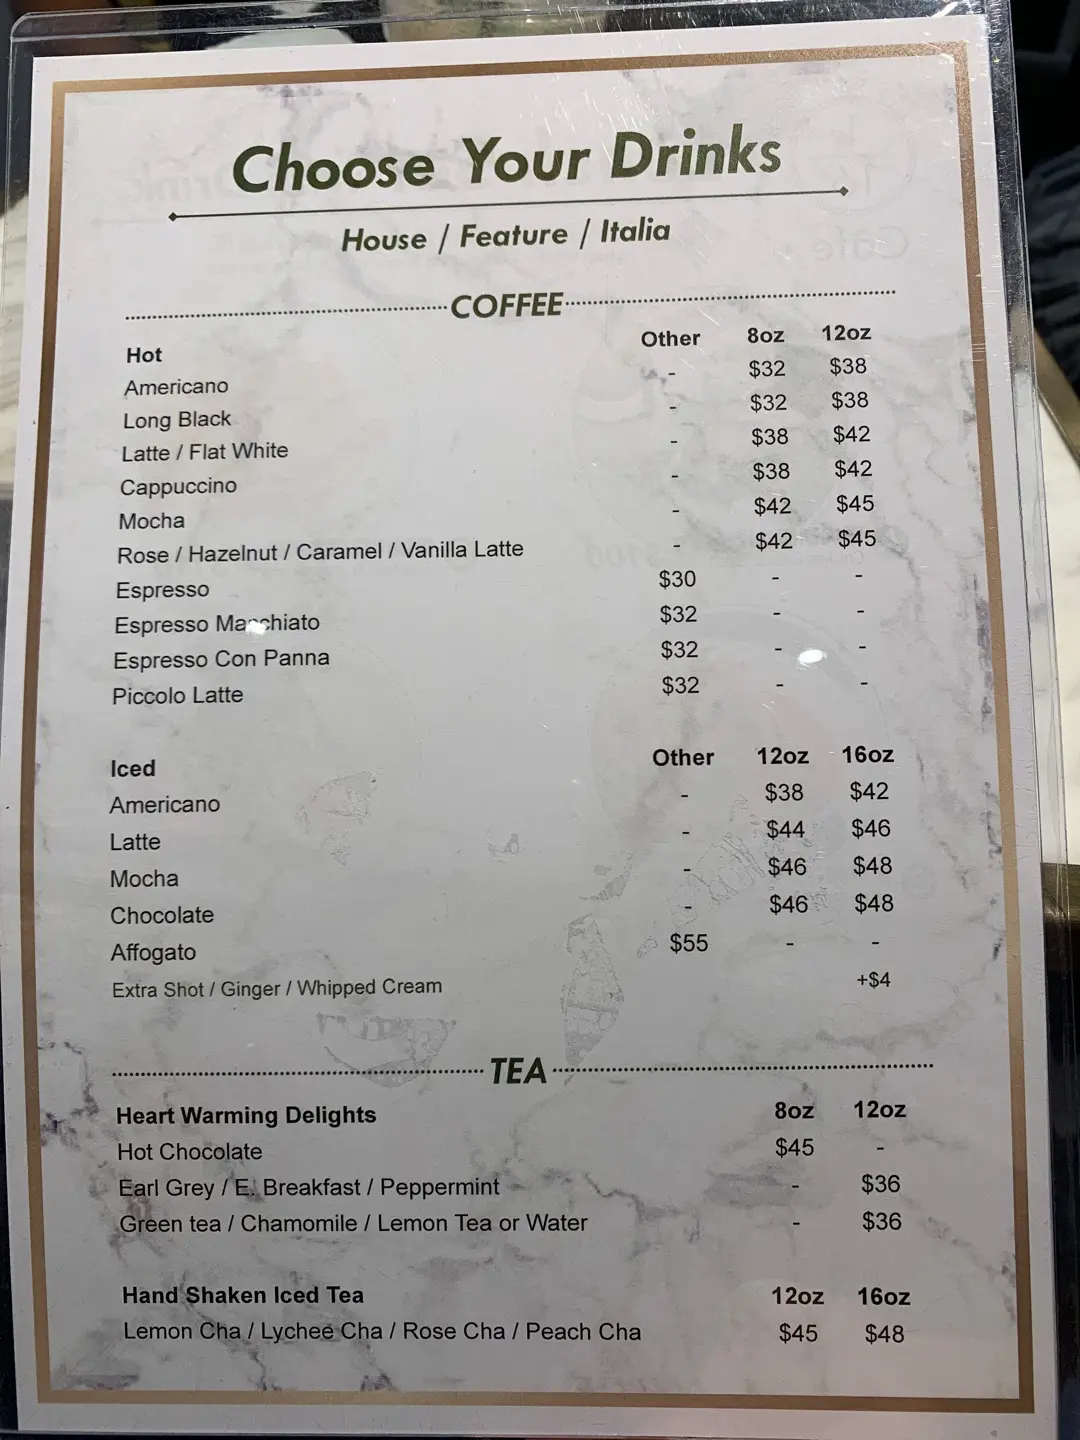 Choose Your Drinks
House / Feature / Italia
COFFEE
Hot Other 8oz 12oz
Americano - $32 $38
Long Black - $32 $38
Latte / Flat White - $38 $42
Cappuccino - $38 $42
Mocha - $42 $45
Rose / Hazelnut / Caramel / Vanilla Latte - $42 $45
Espresso $30 - -
Espresso Macchiato $32 - -
Espresso Con Panna $32 - -
Piccolo Latte $32 - -
Iced Other 12oz 16oz
Americano - $38 $42
Latte - $44 $46
Mocha - $46 $48
Chocolate - $46 $48
Affogato $55 - -
Extra Shot / Ginger / Whipped Cream +$4
TEA
Heart Warming Delights 8oz 12oz
Hot Chocolate $45 -
Earl Grey / E. Breakfast / Peppermint - $36
Green tea / Chamomile / Lemon Tea or Water - $36
Hand Shaken Iced Tea 12oz 16oz
Lemon Cha / Lychee Cha / Rose Cha / Peach Cha $45 $48